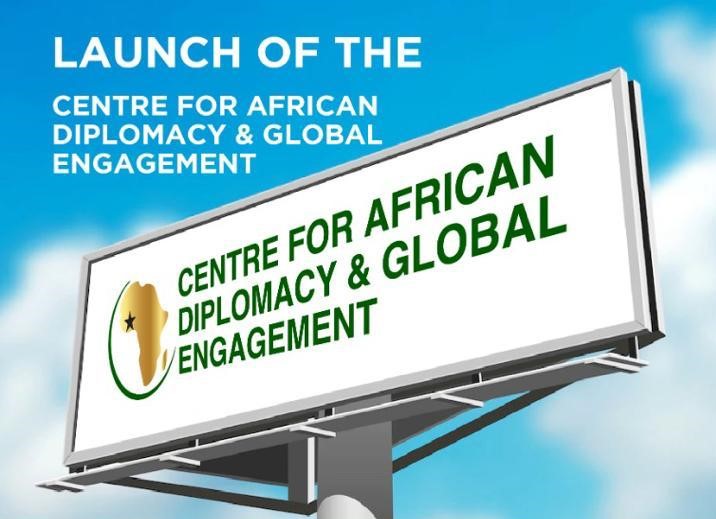 LAUNCH OF THE
CENTRE FOR AFRICAN
DIPLOMACY & GLOBAL
ENGAGEMENT
CENTRE FOR AFRICAN
DIPLOMACY & GLOBAL
ENGAGEMENT